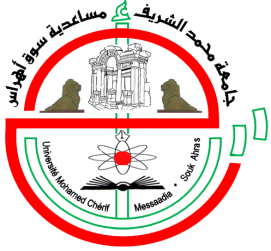 جامعة محمد الشريف مساعدية سوق أهراس
Université Mohamed Chérif Messaadia • Souk Ahras